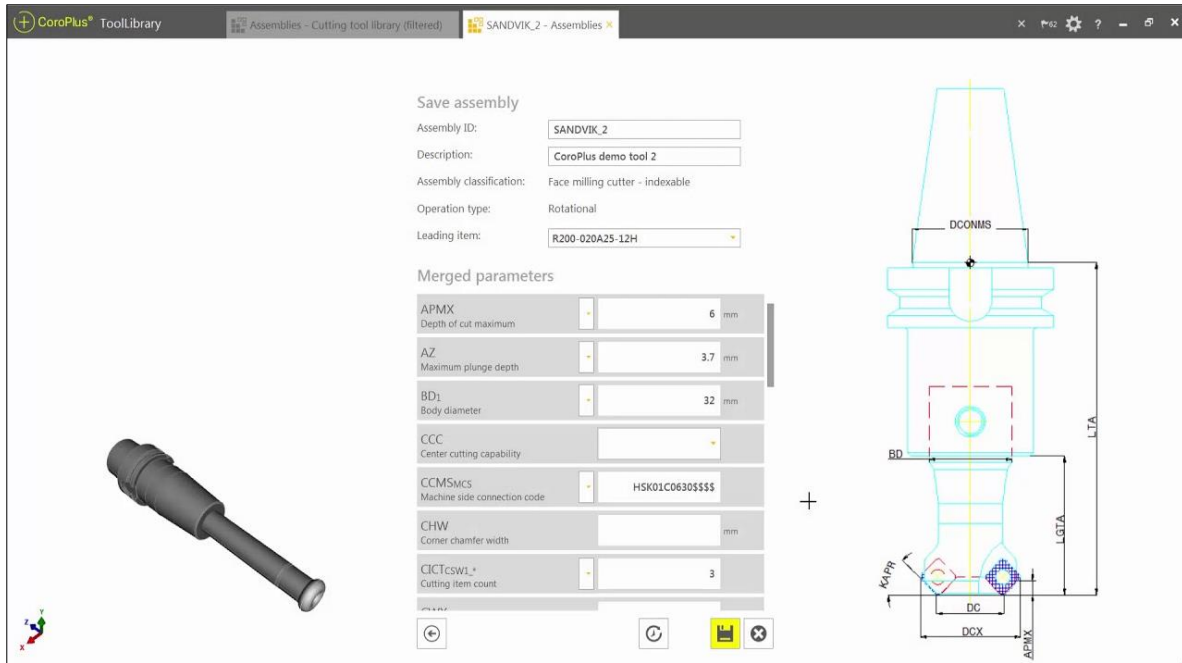 CoroPlus® ToolLibrary
Assemblies - Cutting tool library (filtered)
SANDVIK_2 - Assemblies ×
62 ?
Save assembly
Assembly ID: SANDVIK_2
Description: CoroPlus demo tool 2
Assembly classification: Face milling cutter - indexable
Operation type: Rotational
Leading item: R200-020A25-12H
Merged parameters
APMX 6 mm
Depth of cut maximum
AZ 3.7 mm
Maximum plunge depth
BD1 32 mm
Body diameter
CCC
Center cutting capability
CCMSMCS HSK01C0630$$$$
Machine side connection code
CHW mm
Corner chamfer width
CICTCSW1_* 3
Cutting item count
DCONMS
LTA
BD
LGTA
KAPR
DC
DCX
APMX
Z Y
X